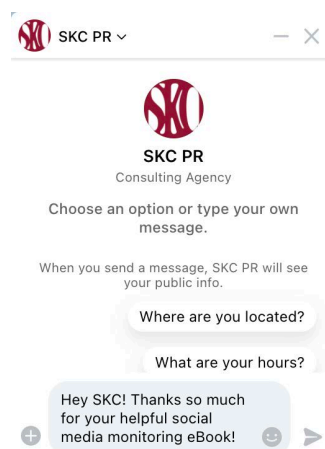 SKC PR
SKC
SKC PR
Consulting Agency
Choose an option or type your own
message.
When you send a message, SKC PR will see
your public info.
Where are you located?
What are your hours?
Hey SKC! Thanks so much
for your helpful social
media monitoring eBook!